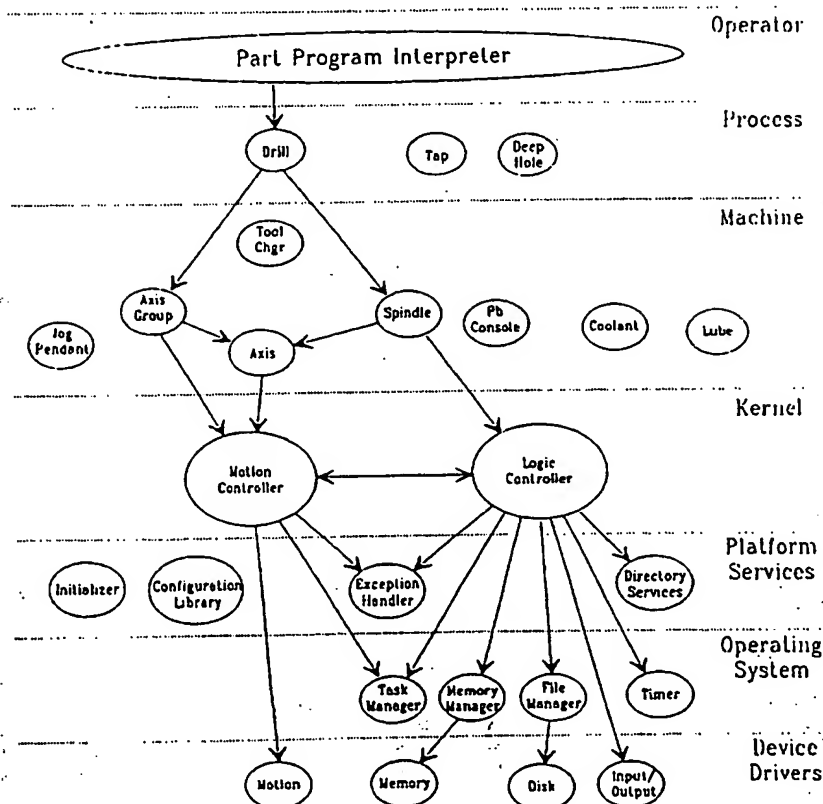 Operator
Part Program Interpreter
Process
Drill
Tap
Deep
Hole
Machine
Tool
Chgr
Axis
Group
Spindle
Pb
Console
Coolant
Lube
Jog
Pendant
Axis
Kernel
Motion
Controller
Logic
Controller
Platform
Services
Initializer
Configuration
Library
Exception
Handler
Directory
Services
Operating
System
Task
Manager
Memory
Manager
File
Manager
Timer
Device
Drivers
Motion
Memory
Disk
Input/
Output